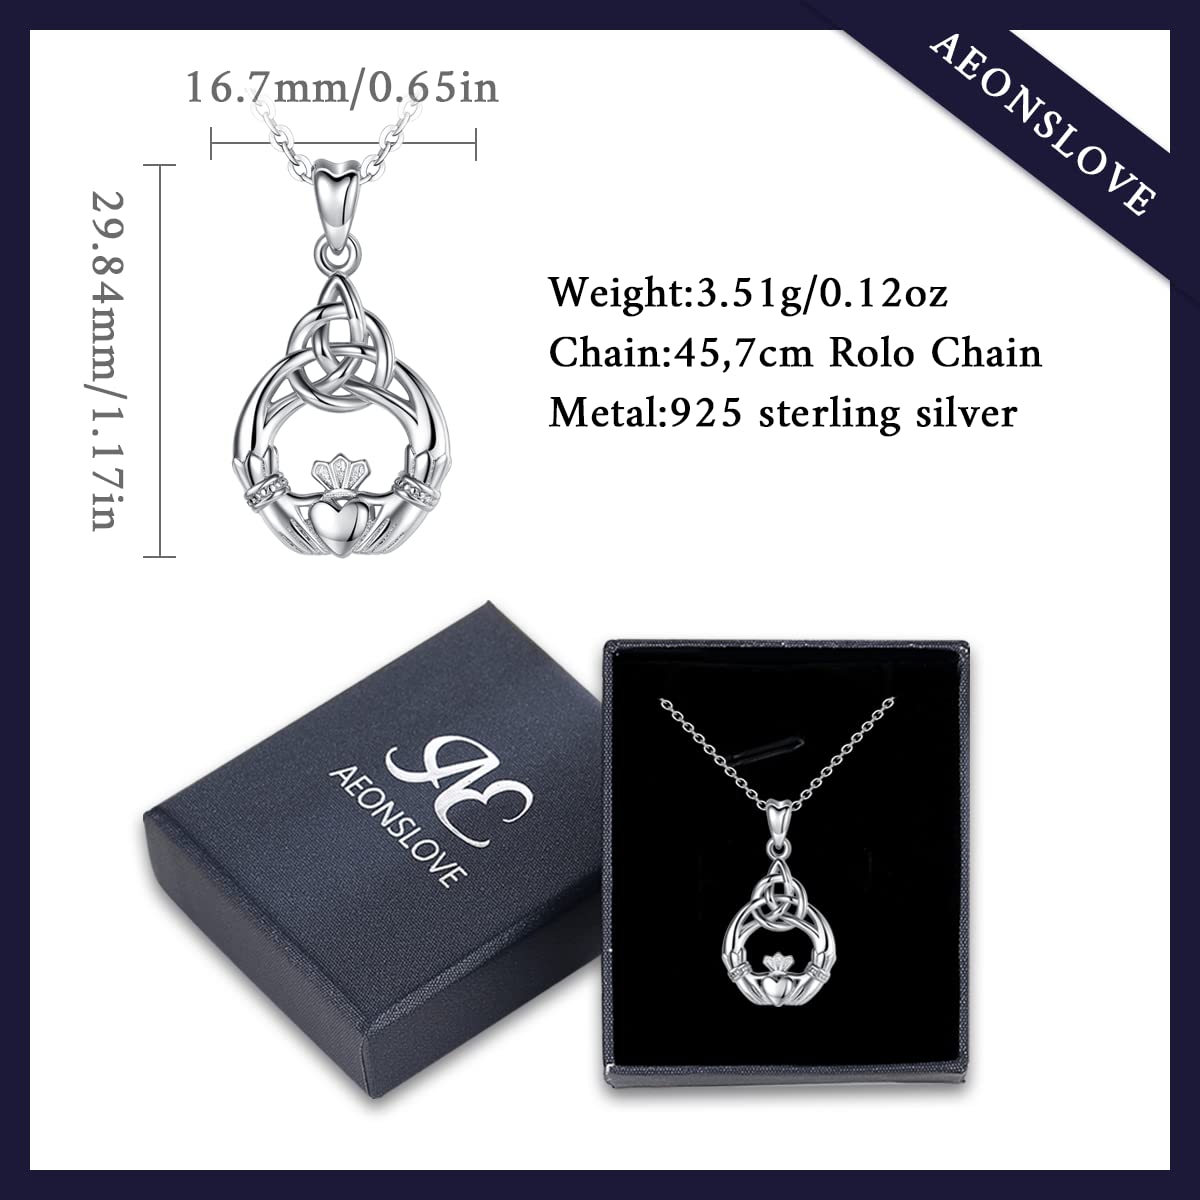 AEONSLOVE
16.7mm/0.65in
29.84mm/1.17in
Weight:3.51g/0.12oz
Chain:45,7cm Rolo Chain
Metal:925 sterling silver
AE
AEONSLOVE